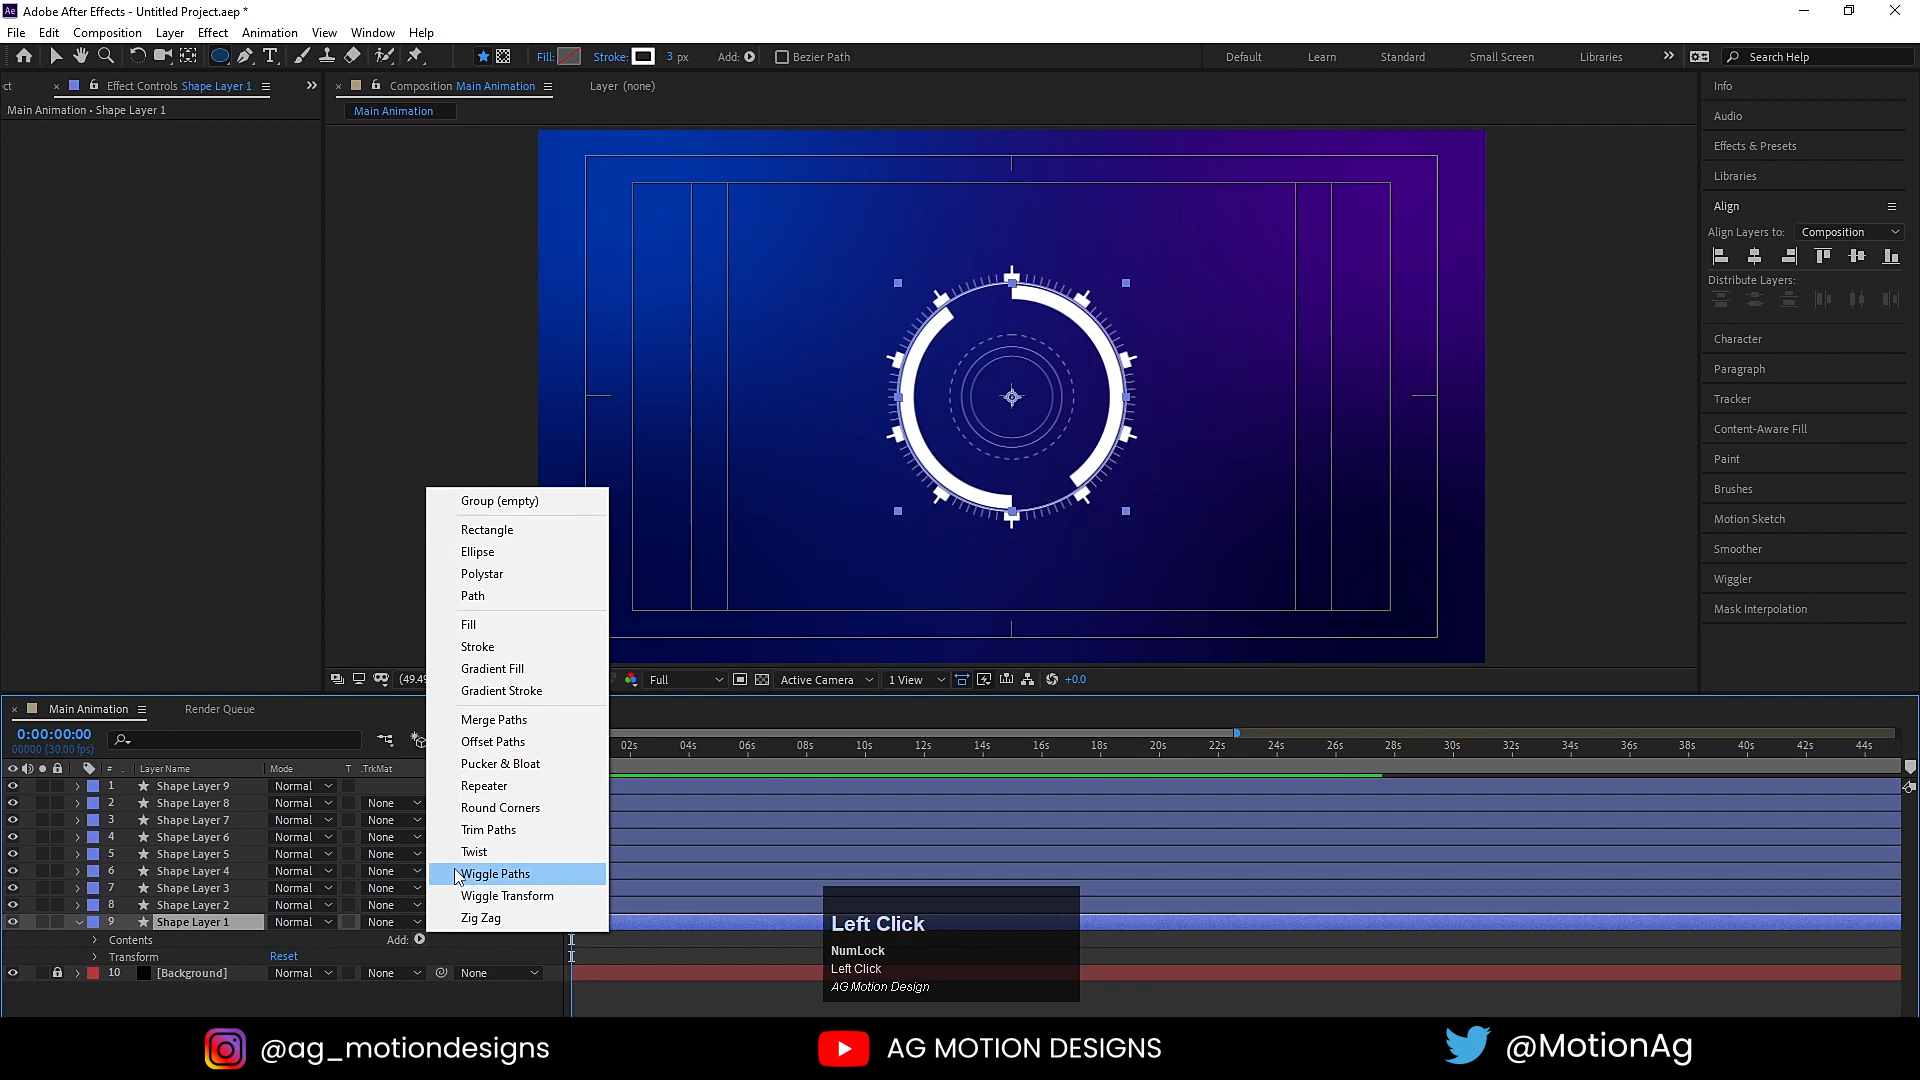 Ae Adobe After Effects - Untitled Project.aep *
File Edit Composition Layer Effect Animation View Window Help
Fill: Stroke: 3 px Add: Bezier Path Default Learn Standard Small Screen Libraries Search Help
ct Effect Controls Shape Layer 1 Composition Main Animation Layer (none)
Main Animation • Shape Layer 1
Main Animation
Info
Audio
Effects & Presets
Libraries
Align
Align Layers to: Composition
Distribute Layers:
Character
Paragraph
Tracker
Content-Aware Fill
Paint
Brushes
Motion Sketch
Smoother
Wiggler
Mask Interpolation
Group (empty)
Rectangle
Ellipse
Polystar
Path
Fill
Stroke
Gradient Fill
Gradient Stroke
Merge Paths
Offset Paths
Pucker & Bloat
Repeater
Round Corners
Trim Paths
Twist
Wiggle Paths
Wiggle Transform
Zig Zag
(49.4 Full Active Camera 1 View +0.0
Main Animation Render Queue
0:00:00:00
00000 (30.00 fps)
02s 04s 06s 08s 10s 12s 14s 16s 18s 20s 22s 24s 26s 28s 30s 32s 34s 36s 38s 40s 42s 44s
# Layer Name Mode T .TrkMat
1 Shape Layer 9 Normal
2 Shape Layer 8 Normal None
3 Shape Layer 7 Normal None
4 Shape Layer 6 Normal None
5 Shape Layer 5 Normal None
6 Shape Layer 4 Normal None
7 Shape Layer 3 Normal None
8 Shape Layer 2 Normal None
9 Shape Layer 1 Normal None
Contents Add:
Transform Reset
10 [Background] Normal None None
Left Click
NumLock
Left Click
AG Motion Design
@ag_motiondesigns AG MOTION DESIGNS @MotionAg